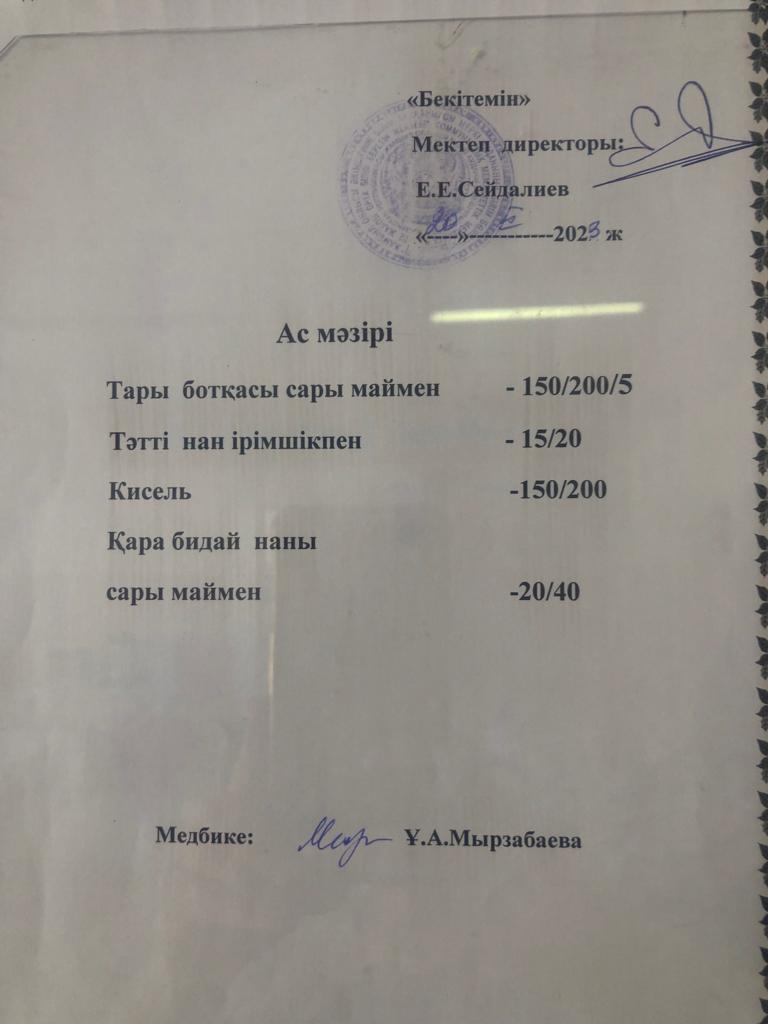 «Бекітемін»
Мектеп директоры:
Е.Е.Сейдалиев
«----»-----------2023 ж
Ас мәзірі
Тары ботқасы сары маймен - 150/200/5
Тәтті нан ірімшікпен - 15/20
Кисель -150/200
Қара бидай наны
сары маймен -20/40
Медбике: Ұ.А.Мырзабаева